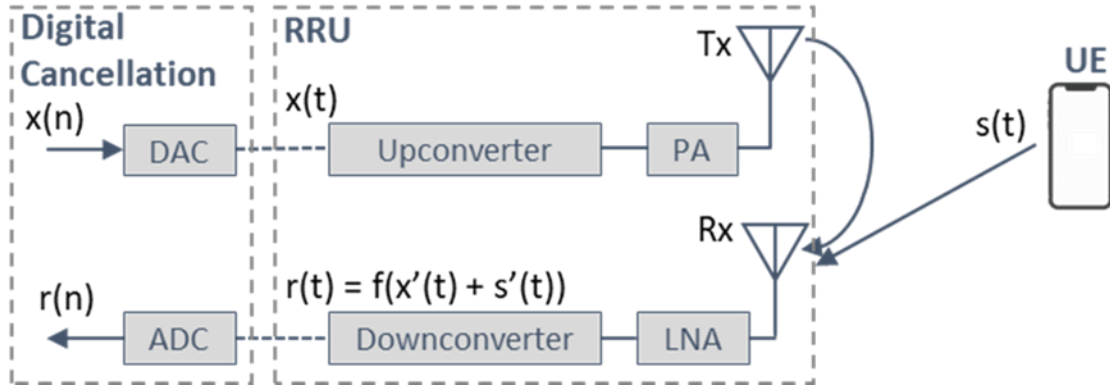 Digital
Cancellation
RRU
Tx
UE
x(n)
x(t)
s(t)
DAC
Upconverter
PA
Rx
r(n)
r(t) = f(x’(t) + s’(t))
ADC
Downconverter
LNA